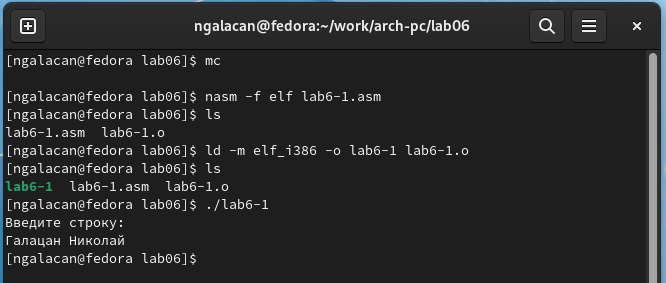 ngalacan@fedora:~/work/arch-pc/lab06
[ngalacan@fedora lab06]$ mc
[ngalacan@fedora lab06]$ nasm -f elf lab6-1.asm
[ngalacan@fedora lab06]$ ls
lab6-1.asm  lab6-1.o
[ngalacan@fedora lab06]$ ld -m elf_i386 -o lab6-1 lab6-1.o
[ngalacan@fedora lab06]$ ls
lab6-1  lab6-1.asm  lab6-1.o
[ngalacan@fedora lab06]$ ./lab6-1
Введите строку:
Галацан Николай
[ngalacan@fedora lab06]$